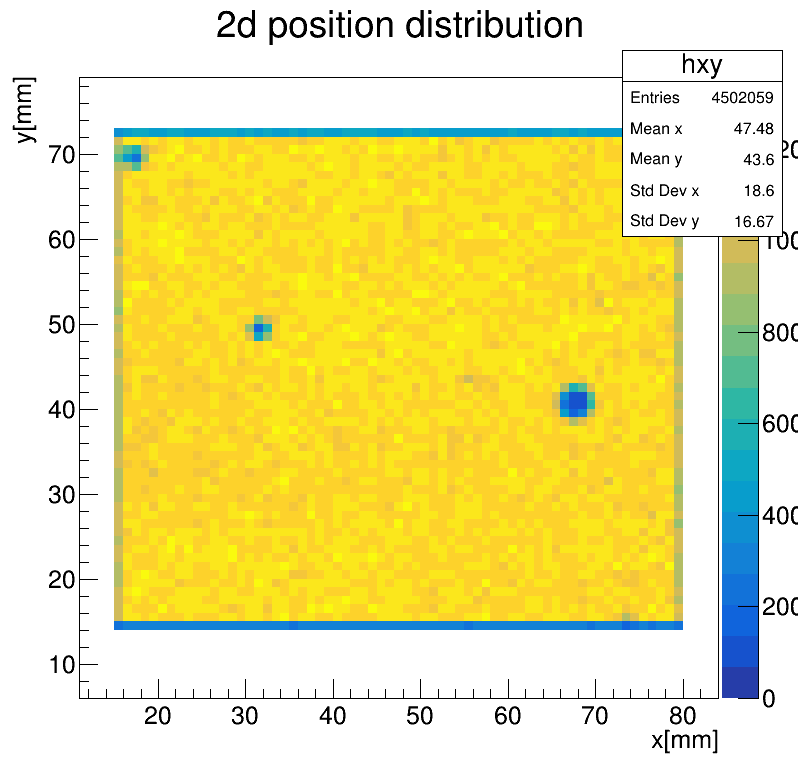 2d position distribution
hxy
Entries 4502059
Mean x 47.48
Mean y 43.6
Std Dev x 18.6
Std Dev y 16.67
y[mm]
70
60
50
40
30
20
10
20 30 40 50 60 70 80
x[mm]
800
600
400
200
0